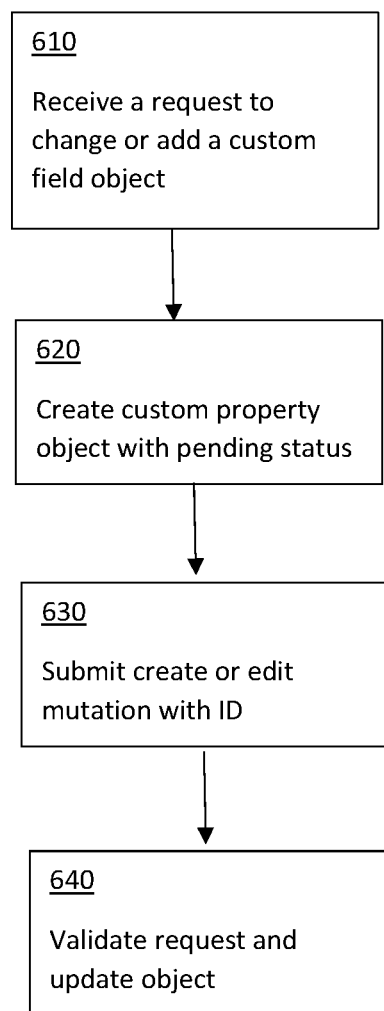 610
Receive a request to
change or add a custom
field object
620
Create custom property
object with pending status
630
Submit create or edit
mutation with ID
640
Validate request and
update object